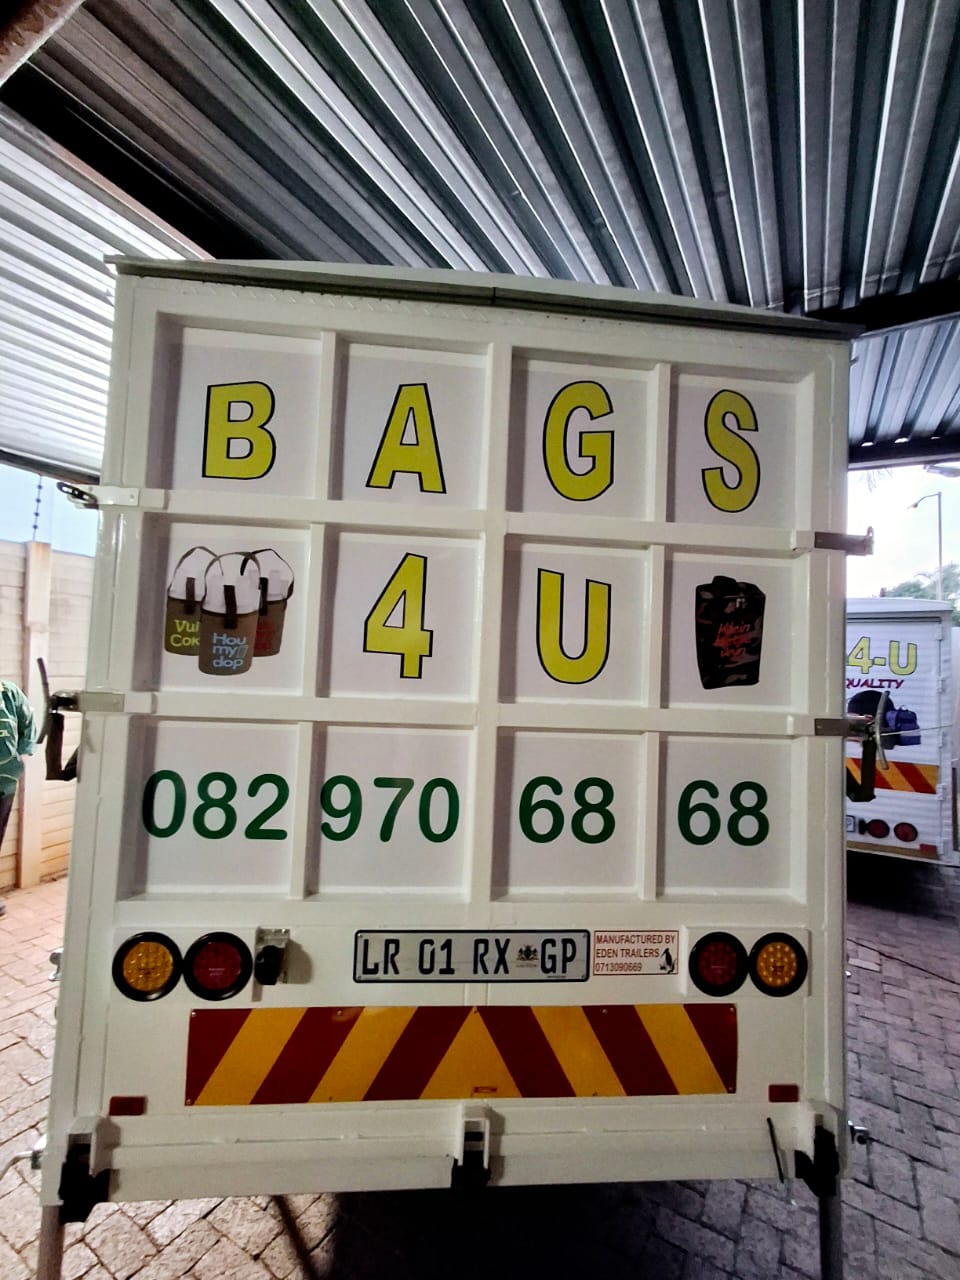 BAGS
4 U
Hou
my
dop
082 970 68 68
LR 01 RX GP
MANUFACTURED BY
EDEN TRAILERS
0713090669
4-U
QUALITY